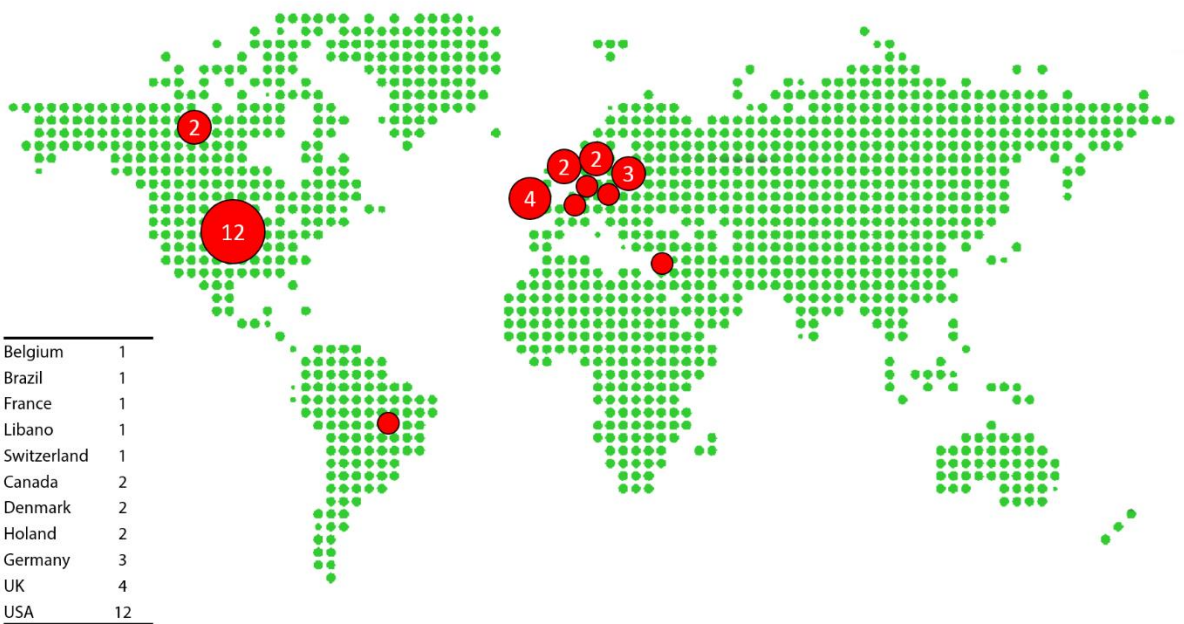 2
2
2
3
4
12
Belgium 1
Brazil 1
France 1
Libano 1
Switzerland 1
Canada 2
Denmark 2
Holand 2
Germany 3
UK 4
USA 12